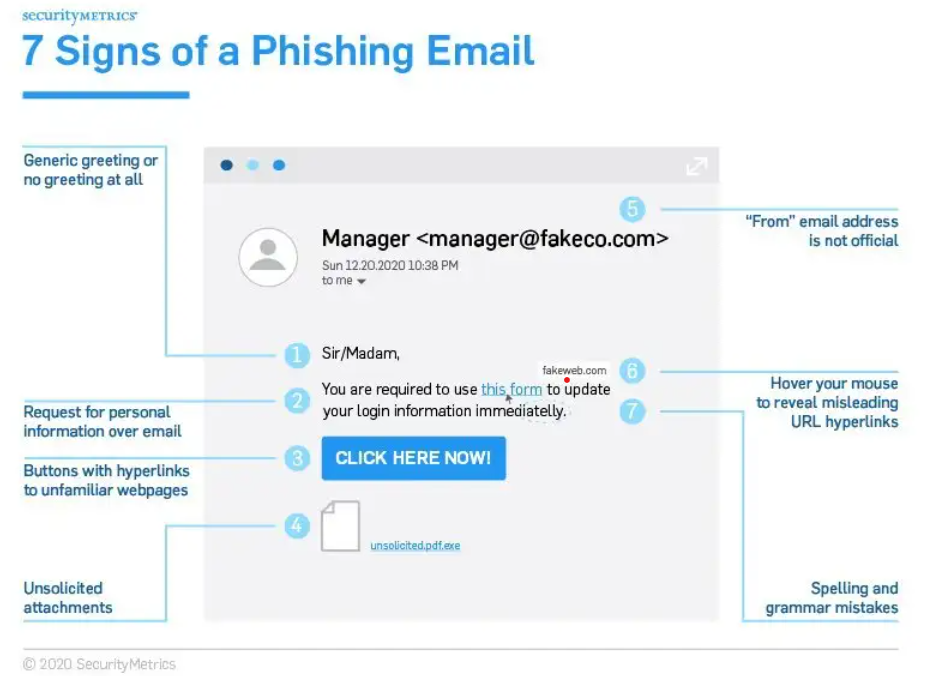 securityMETRICS®
7 Signs of a Phishing Email
Generic greeting or
no greeting at all
5
"From" email address
is not official
Manager <manager@fakeco.com>
Sun 12.20.2020 10:38 PM
to me
1
Sir/Madam,
fakeweb.com
6
Hover your mouse
to reveal misleading
URL hyperlinks
2
You are required to use this form to update
your login information immediatelly.
7
Request for personal
information over email
3
CLICK HERE NOW!
Buttons with hyperlinks
to unfamiliar webpages
4
unsolicited.pdf.exe
Unsolicited
attachments
Spelling and
grammar mistakes
© 2020 SecurityMetrics